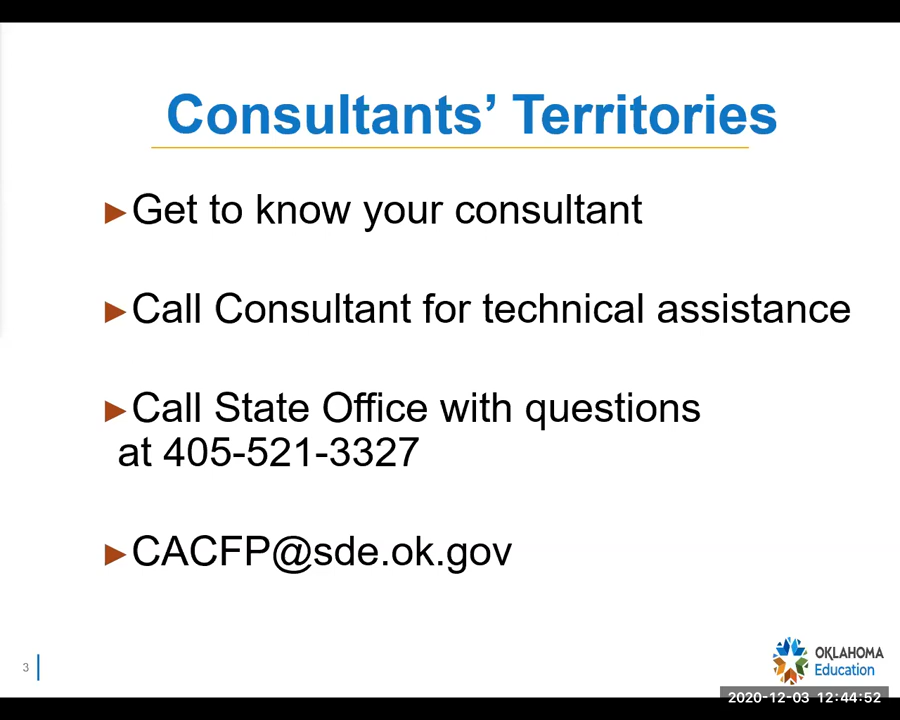 Consultants’ Territories
►Get to know your consultant
►Call Consultant for technical assistance
►Call State Office with questions
at 405-521-3327
►CACFP@sde.ok.gov
3
OKLAHOMA
Education
2020-12-03 12:44:52